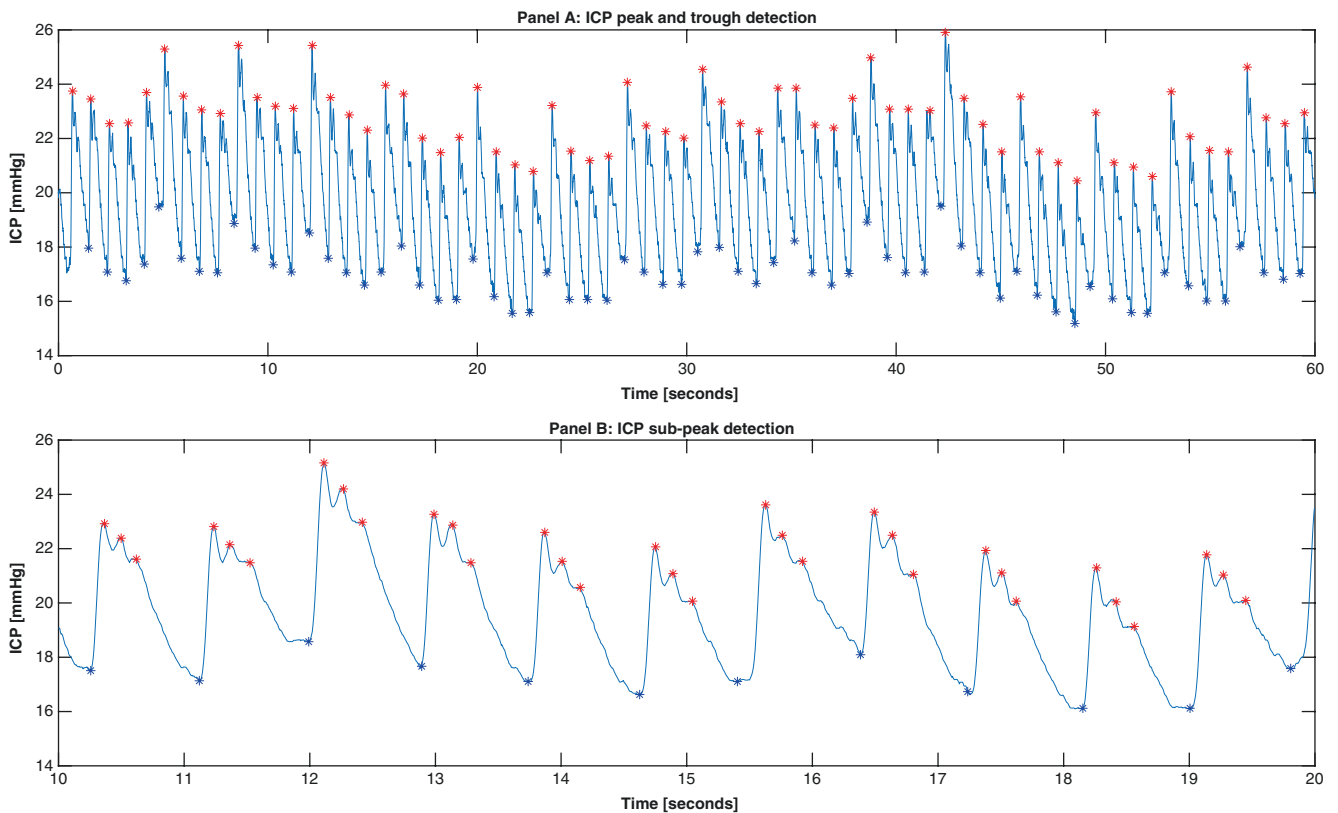 Panel A: ICP peak and trough detection
26
24
22
20
18
16
14
ICP [mmHg]
0 10 20 30 40 50 60
Time [seconds]
Panel B: ICP sub-peak detection
26
24
22
20
18
16
14
ICP [mmHg]
10 11 12 13 14 15 16 17 18 19 20
Time [seconds]